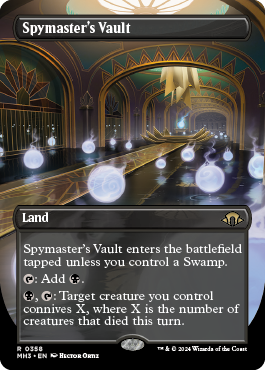 Spymaster's Vault
Land
Spymaster's Vault enters the battlefield
tapped unless you control a Swamp.
: Add .
, : Target creature you control
connives X, where X is the number of
creatures that died this turn.
R 0358
MH3 • EN Hector Ortiz
™ & © 2024 Wizards of the Coast